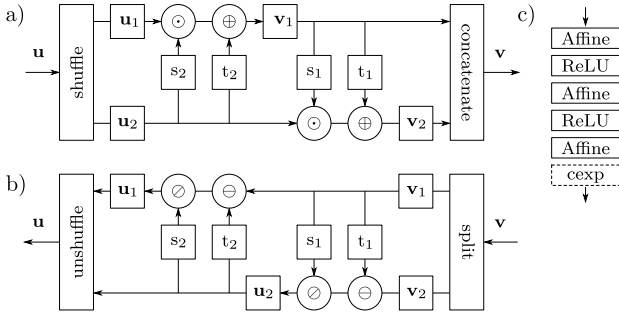 a)
u
shuffle
u₁
⊙
⊕
v₁
s₂
t₂
s₁
t₁
u₂
⊙
⊕
v₂
concatenate
v
b)
u
unshuffle
u₁
⊘
⊖
v₁
s₂
t₂
s₁
t₁
u₂
⊘
⊖
v₂
split
v
c)
Affine
ReLU
Affine
ReLU
Affine
cexp